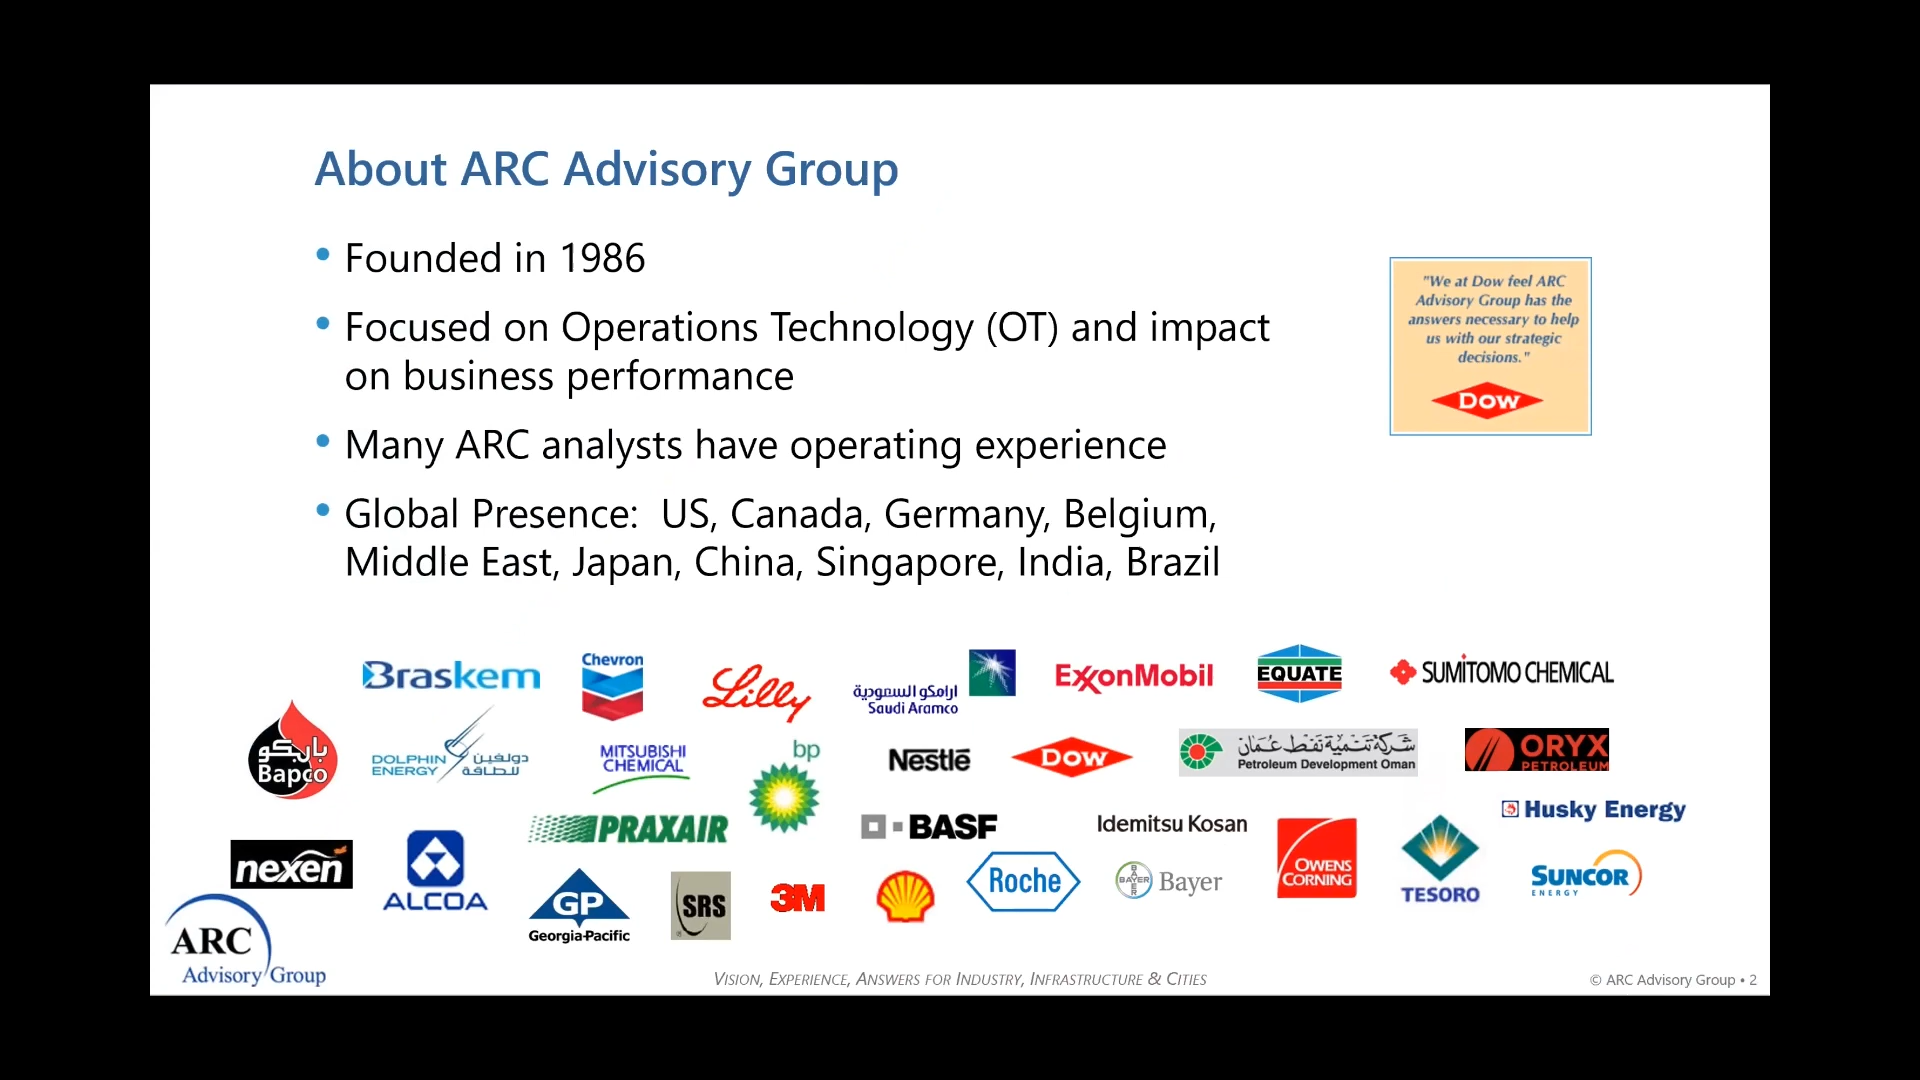 About ARC Advisory Group
• Founded in 1986
• Focused on Operations Technology (OT) and impact
on business performance
• Many ARC analysts have operating experience
• Global Presence:  US, Canada, Germany, Belgium,
Middle East, Japan, China, Singapore, India, Brazil
"We at Dow feel ARC
Advisory Group has the
answers necessary to help
us with our strategic
decisions."
Dow
Braskem
Chevron
Lilly
ارامكو السعودية
Saudi Aramco
ExxonMobil
EQUATE
SUMITOMO CHEMICAL
بابكو
Bapco
DOLPHIN
ENERGY
دولفين
للطاقة
MITSUBISHI
CHEMICAL
bp
Nestlé
Dow
شركة تنمية نفط عُمان
Petroleum Development Oman
ORYX
PETROLEUM
PRAXAIR
BASF
Idemitsu Kosan
Husky Energy
nexen
ALCOA
GP
Georgia-Pacific
SRS
3M
Roche
BAYER
BAYER
Bayer
OWENS
CORNING
TESORO
SUNCOR
ENERGY
ARC
Advisory Group
VISION, EXPERIENCE, ANSWERS FOR INDUSTRY, INFRASTRUCTURE & CITIES
© ARC Advisory Group • 2